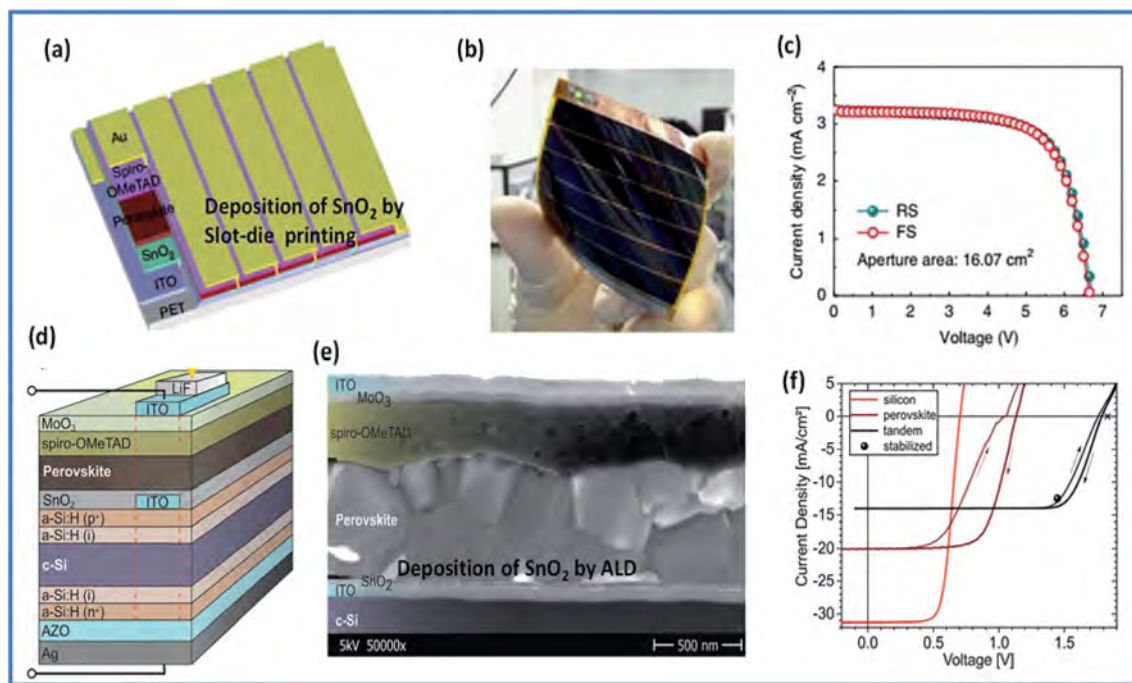 (a)
Au
Spiro-
OMeTAD
Perovskite
SnO₂
ITO
PET
Deposition of SnO₂ by
Slot-die printing
(b)
(c)
Current density (mA cm⁻²)
4
3
2
1
0
RS
FS
Aperture area: 16.07 cm²
0 1 2 3 4 5 6 7
Voltage (V)
(d)
LiF
ITO
MoO₃
spiro-OMeTAD
Perovskite
SnO₂ ITO
a-Si:H (p⁺)
a-Si:H (i)
c-Si
a-Si:H (i)
a-Si:H (n⁺)
AZO
Ag
(e)
ITO
MoO₃
spiro-OMeTAD
Perovskite
Deposition of SnO₂ by ALD
SnO₂
ITO
c-Si
5kV 50000x 500 nm
(f)
Current Density [mA/cm²]
5
0
-5
-10
-15
-20
-25
-30
silicon
perovskite
tandem
stabilized
0.0 0.5 1.0 1.5
Voltage [V]